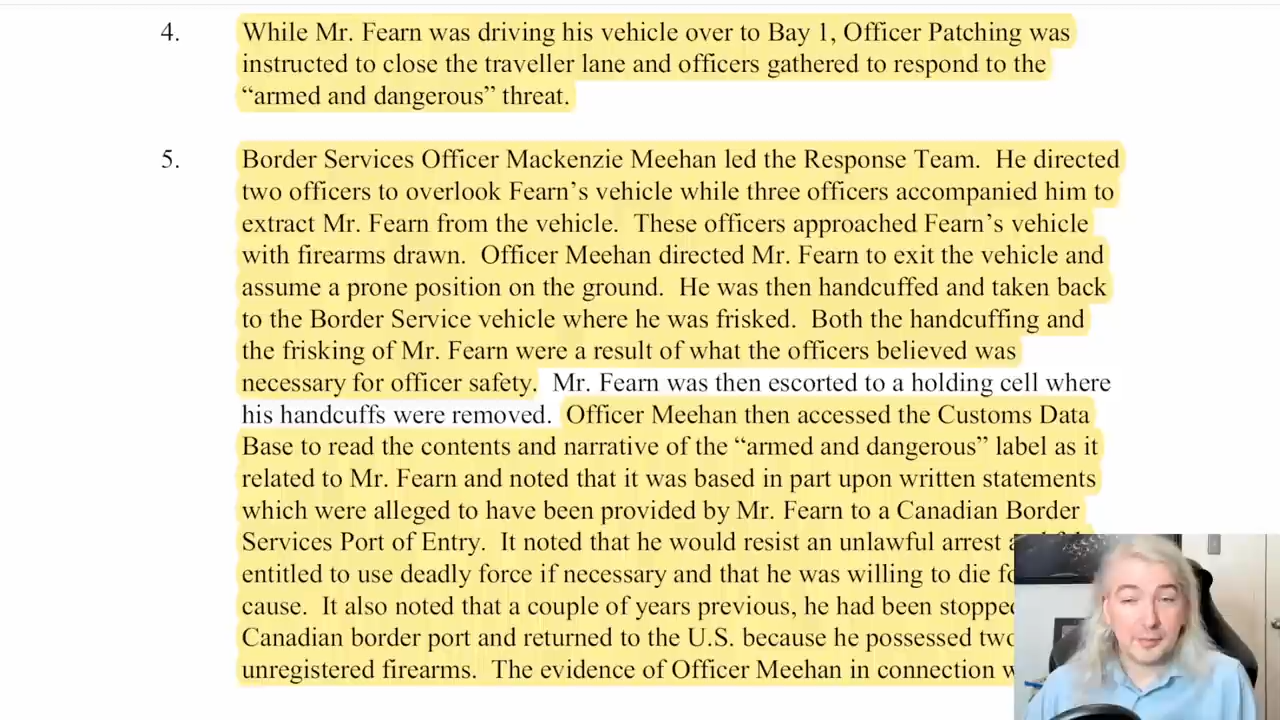 4. While Mr. Fearn was driving his vehicle over to Bay 1, Officer Patching was
instructed to close the traveller lane and officers gathered to respond to the
“armed and dangerous” threat.
5. Border Services Officer Mackenzie Meehan led the Response Team. He directed
two officers to overlook Fearn’s vehicle while three officers accompanied him to
extract Mr. Fearn from the vehicle. These officers approached Fearn’s vehicle
with firearms drawn. Officer Meehan directed Mr. Fearn to exit the vehicle and
assume a prone position on the ground. He was then handcuffed and taken back
to the Border Service vehicle where he was frisked. Both the handcuffing and
the frisking of Mr. Fearn were a result of what the officers believed was
necessary for officer safety. Mr. Fearn was then escorted to a holding cell where
his handcuffs were removed. Officer Meehan then accessed the Customs Data
Base to read the contents and narrative of the “armed and dangerous” label as it
related to Mr. Fearn and noted that it was based in part upon written statements
which were alleged to have been provided by Mr. Fearn to a Canadian Border
Services Port of Entry. It noted that he would resist an unlawful arrest
entitled to use deadly force if necessary and that he was willing to die
cause. It also noted that a couple of years previous, he had been stopped
Canadian border port and returned to the U.S. because he possessed two
unregistered firearms. The evidence of Officer Meehan in connection